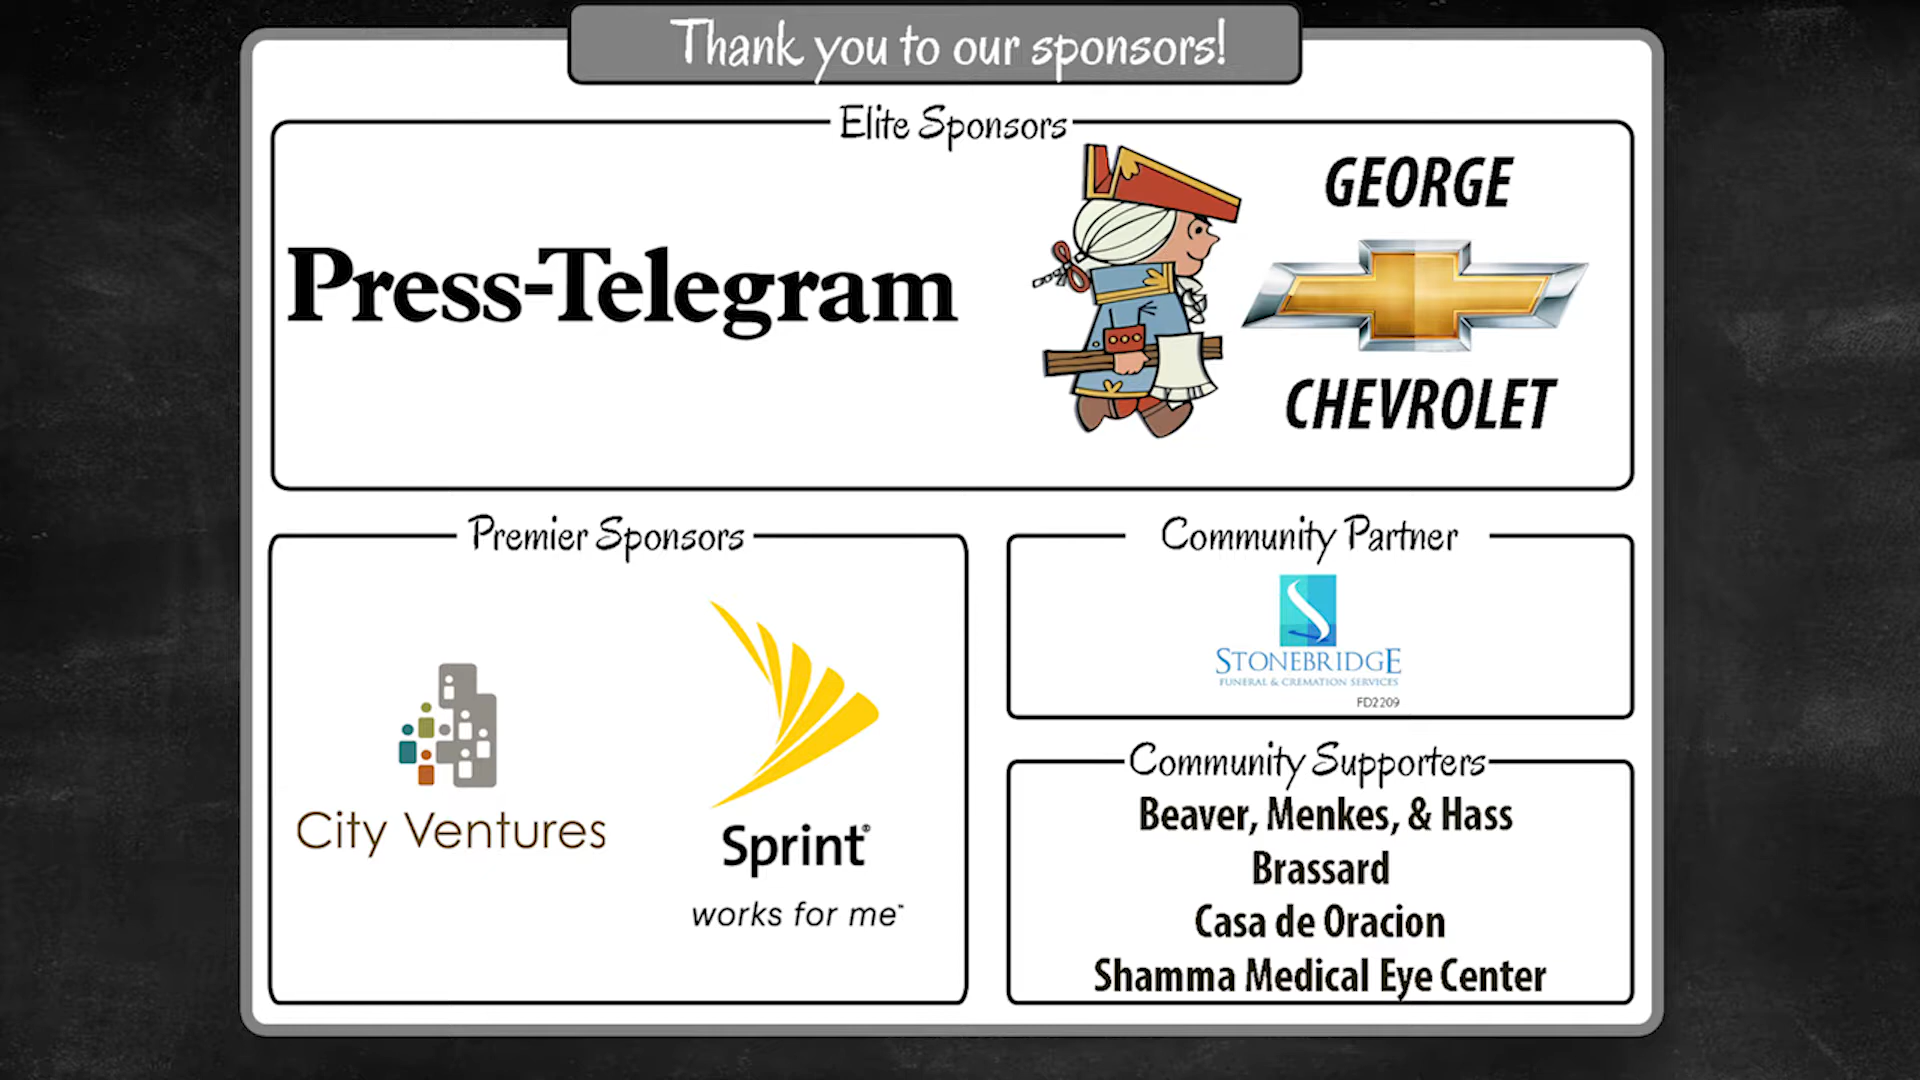 Thank you to our sponsors!
Elite Sponsors
Press-Telegram
GEORGE
CHEVROLET
Premier Sponsors
City Ventures
Sprint®
works for me™
Community Partner
STONEBRIDGE
FUNERAL & CREMATION SERVICES
FD2209
Community Supporters
Beaver, Menkes, & Hass
Brassard
Casa de Oracion
Shamma Medical Eye Center